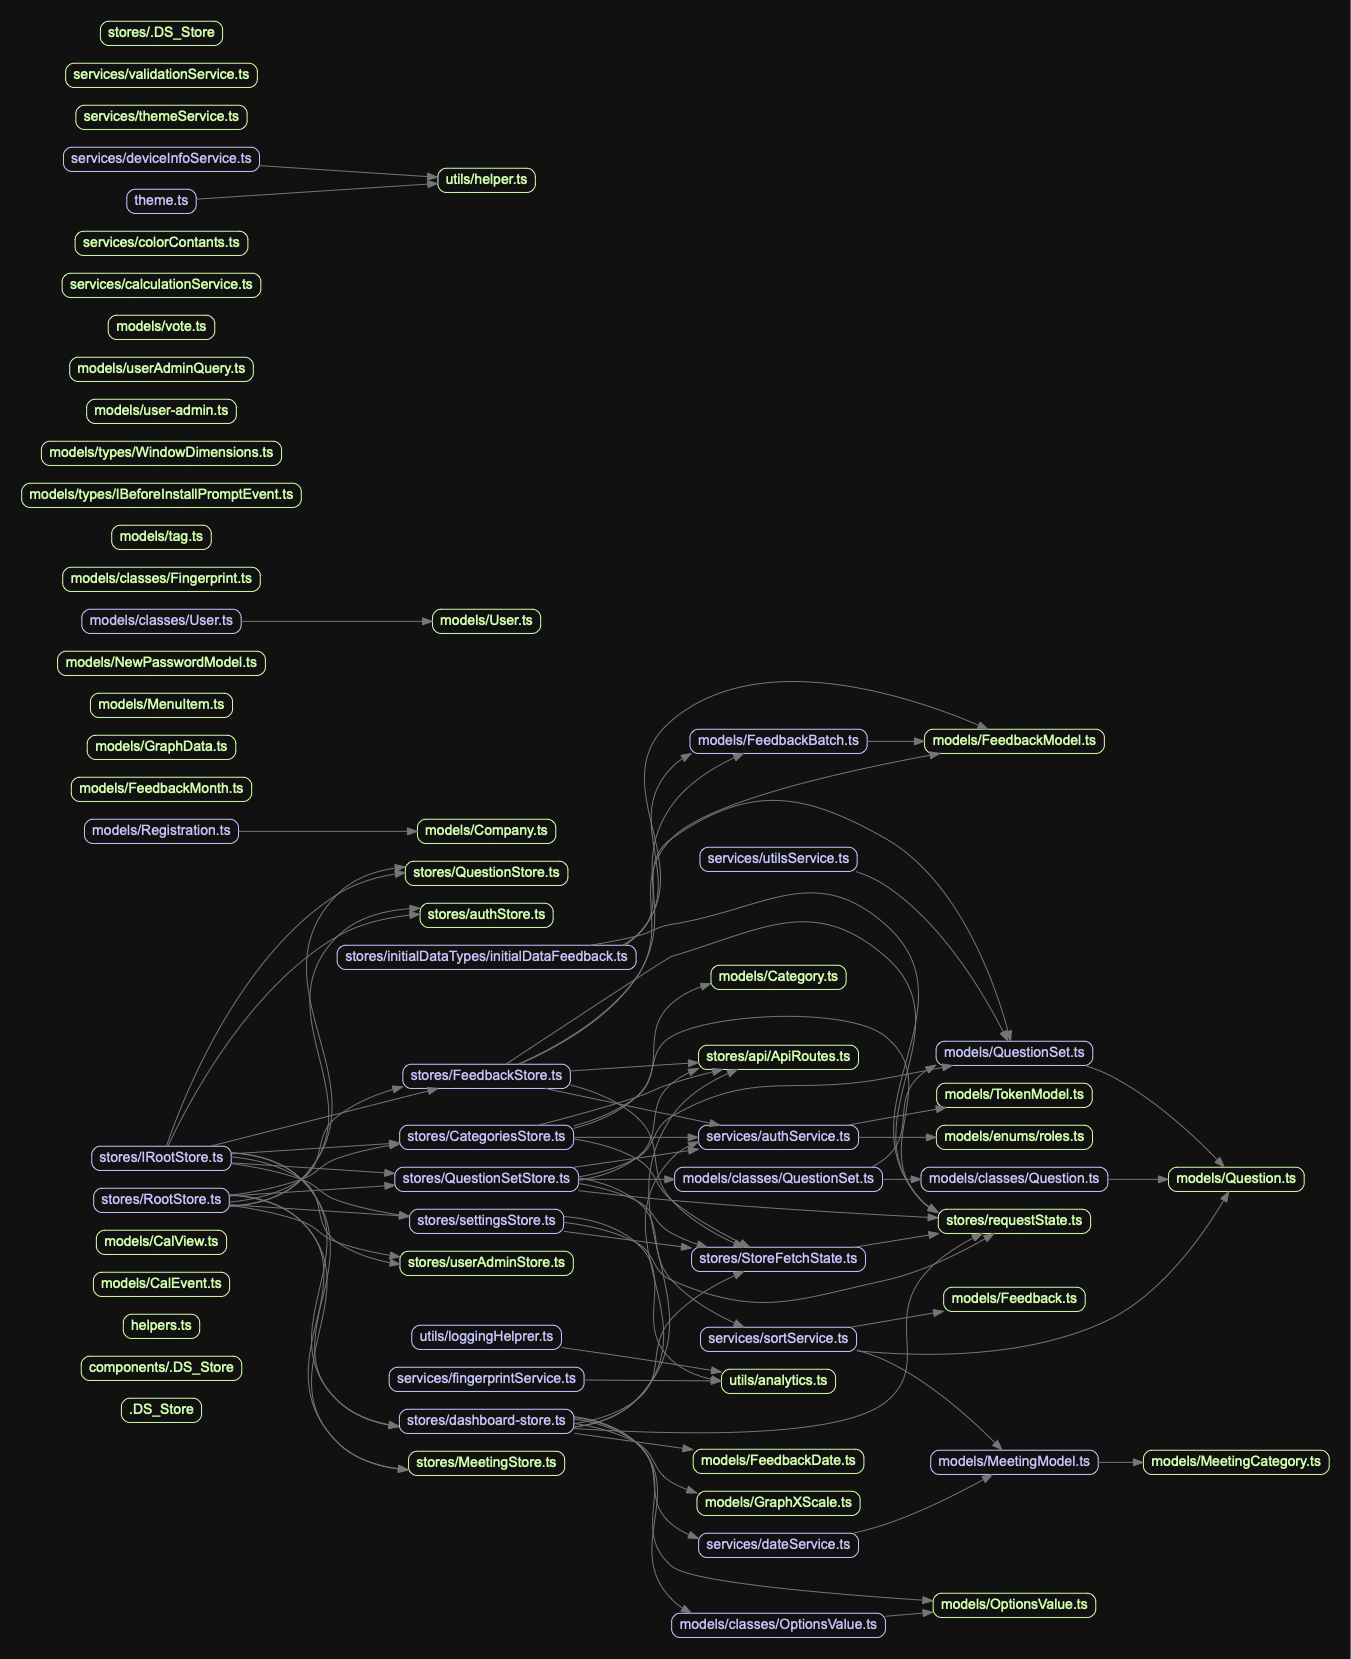 stores/.DS_Store
services/validationService.ts
services/themeService.ts
services/deviceInfoService.ts
utils/helper.ts
theme.ts
services/colorContants.ts
services/calculationService.ts
models/vote.ts
models/userAdminQuery.ts
models/user-admin.ts
models/types/WindowDimensions.ts
models/types/IBeforeInstallPromptEvent.ts
models/tag.ts
models/classes/Fingerprint.ts
models/classes/User.ts
models/User.ts
models/NewPasswordModel.ts
models/MenuItem.ts
models/GraphData.ts
models/FeedbackBatch.ts
models/FeedbackModel.ts
models/FeedbackMonth.ts
models/Registration.ts
models/Company.ts
services/utilsService.ts
stores/QuestionStore.ts
stores/authStore.ts
stores/initialDataTypes/initialDataFeedback.ts
models/Category.ts
stores/api/ApiRoutes.ts
models/QuestionSet.ts
stores/FeedbackStore.ts
models/TokenModel.ts
stores/CategoriesStore.ts
services/authService.ts
models/enums/roles.ts
stores/IRootStore.ts
stores/QuestionSetStore.ts
models/classes/QuestionSet.ts
models/classes/Question.ts
models/Question.ts
stores/RootStore.ts
stores/settingsStore.ts
stores/requestState.ts
models/CalView.ts
stores/userAdminStore.ts
stores/StoreFetchState.ts
models/CalEvent.ts
models/Feedback.ts
helpers.ts
utils/loggingHelprer.ts
services/sortService.ts
components/.DS_Store
services/fingerprintService.ts
utils/analytics.ts
.DS_Store
stores/dashboard-store.ts
stores/MeetingStore.ts
models/FeedbackDate.ts
models/MeetingModel.ts
models/MeetingCategory.ts
models/GraphXScale.ts
services/dateService.ts
models/OptionsValue.ts
models/classes/OptionsValue.ts